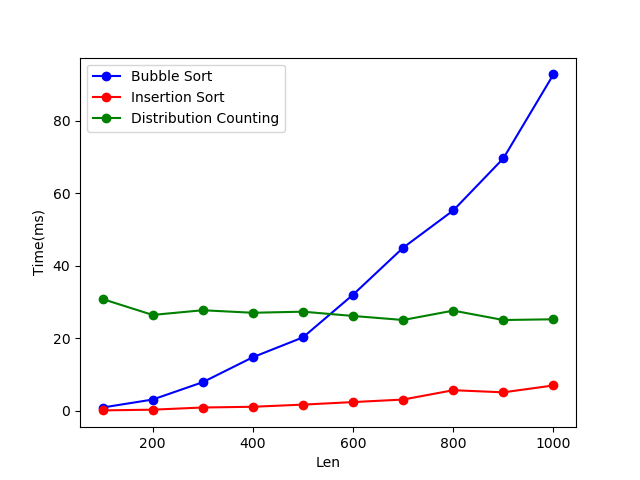 Bubble Sort
Insertion Sort
Distribution Counting
80
60
40
20
0
Time(ms)
200 400 600 800 1000
Len